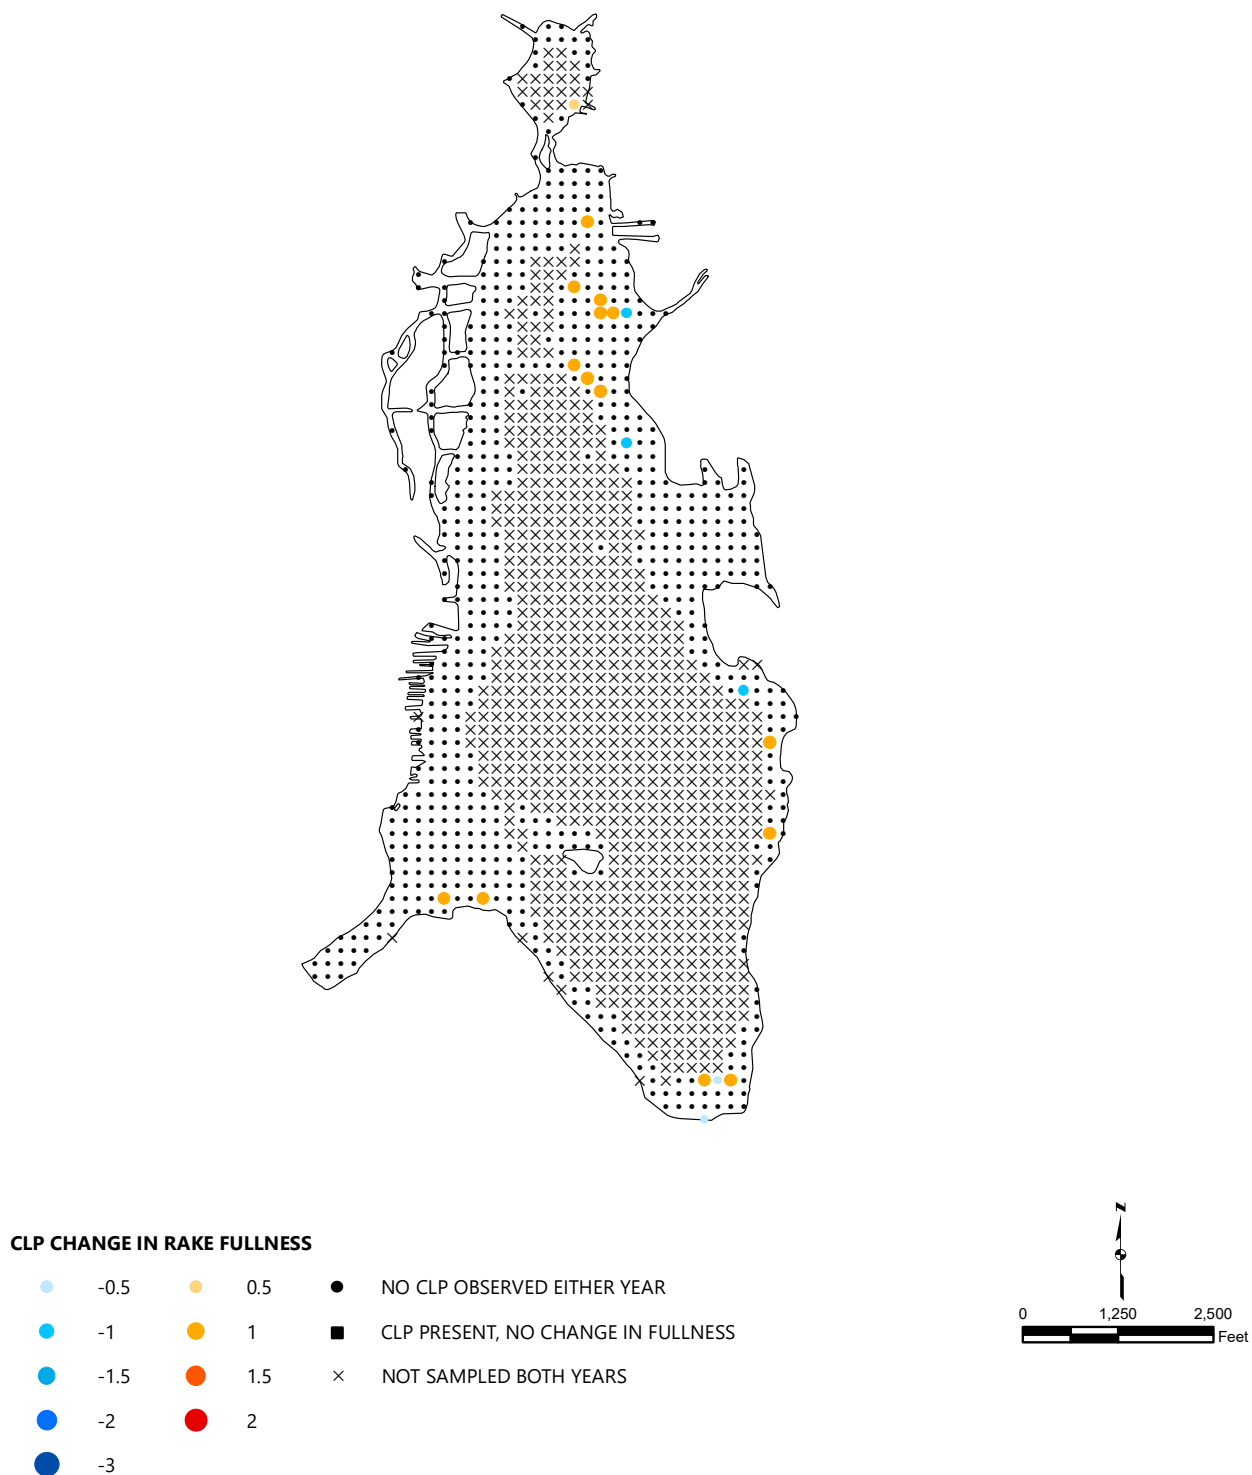 N
CLP CHANGE IN RAKE FULLNESS
-0.5 0.5 NO CLP OBSERVED EITHER YEAR
0 1,250 2,500
Feet
-1 1 CLP PRESENT, NO CHANGE IN FULLNESS
-1.5 1.5 NOT SAMPLED BOTH YEARS
-2 2
-3